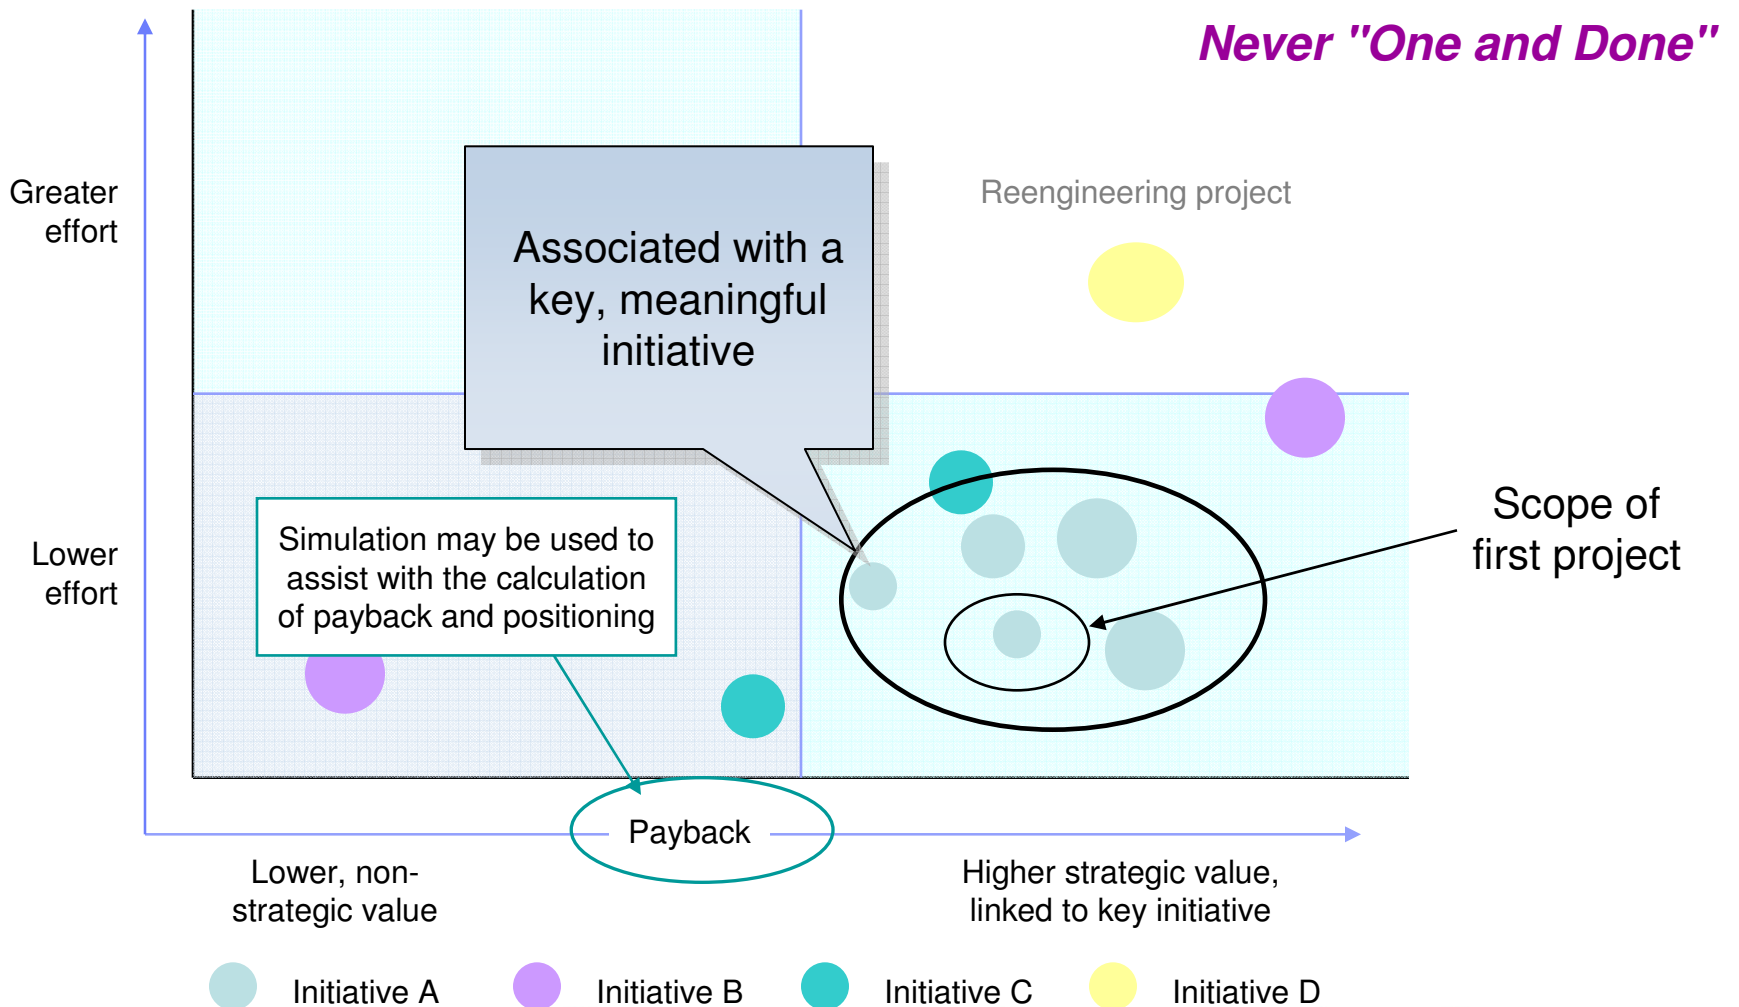 Never "One and Done"
Greater
effort
Reengineering project
Associated with a
key, meaningful
initiative
Scope of
first project
Simulation may be used to
assist with the calculation
of payback and positioning
Lower
effort
Payback
Lower, non-
strategic value
Higher strategic value,
linked to key initiative
Initiative A
Initiative B
Initiative C
Initiative D